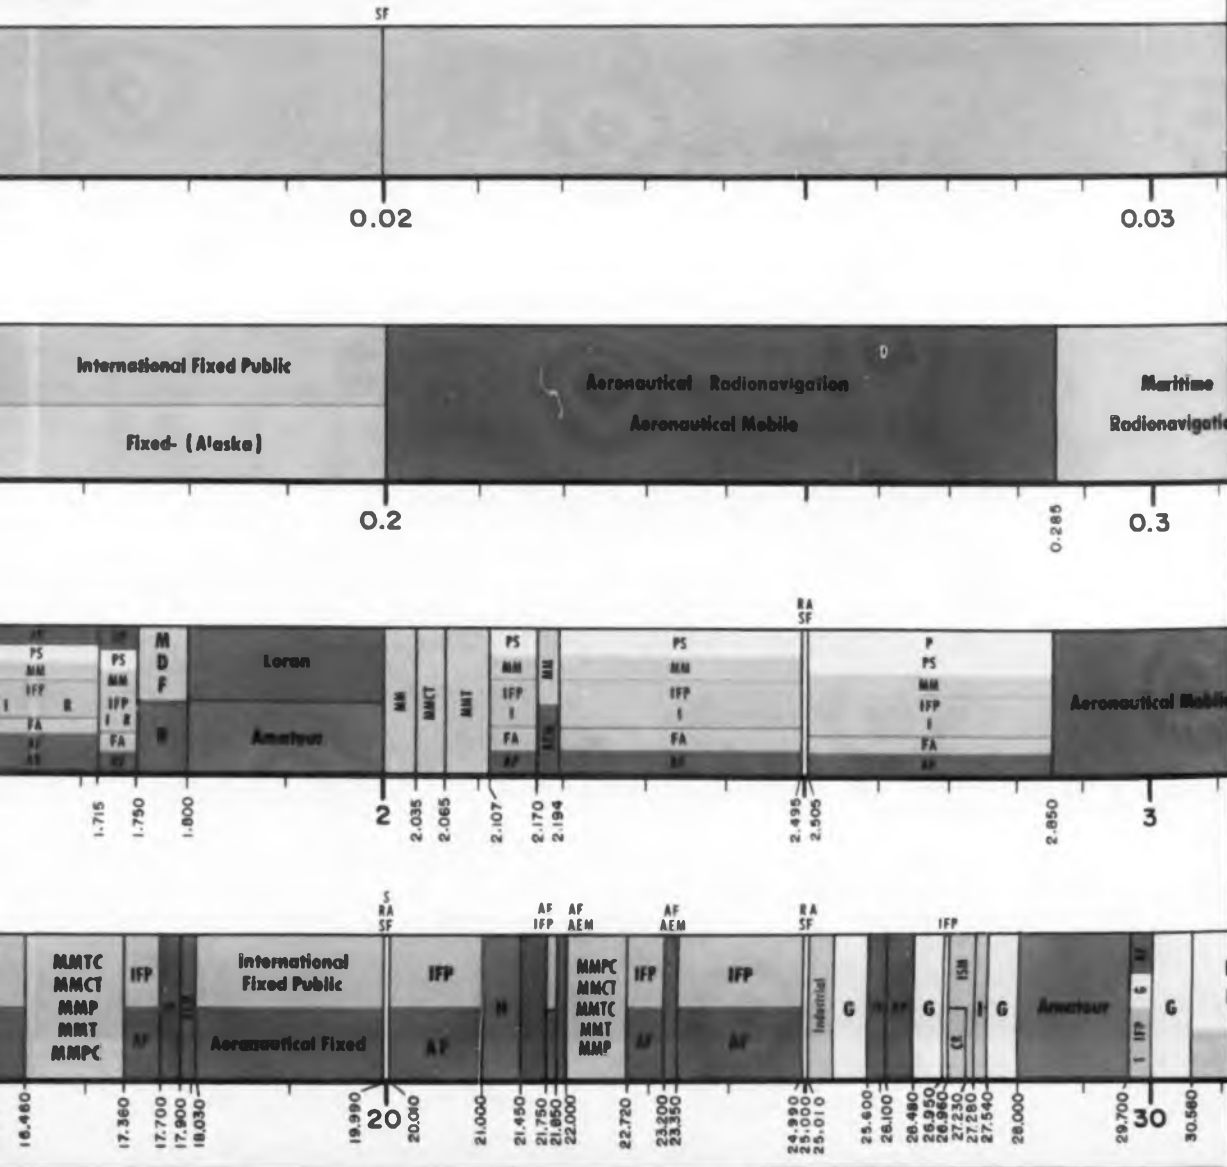 SF
0.02
0.03
International Fixed Public
Fixed- (Alaska)
Aeronautical Radionavigation
Aeronautical Mobile
D
Maritime
0.2
0.285
0.3
RA
SF
PS
MM
IFP
I R
FA
AF
PS
MM
IFP
I R
FA
M
D
F
Loran
Amateur
MM
MMCT
MMT
PS
MM
IFP
I
FA
AF
MM
PS
MM
IFP
I
FA
AF
P
PS
MM
IFP
I
FA
AF
1.715
1.750
1.800
2
2.035
2.065
2.107
2.170
2.194
2.495
2.505
2.850
3
S
RA
SF
AF
IFP
AF
AEM
AF
AEM
RA
SF
IFP
MMTC
MMCT
MMP
MMT
MMPC
IFP
AF
International
Fixed Public
Aeronautical Fixed
IFP
AF
MMPC
MMCT
MMTC
MMT
MMP
IFP
AF
IFP
AF
Industrial
G
G
ISM
I
G
Amateur
AF
G
I IFP
G
16.460
17.360
17.700
17.900
18.030
19.990
20
20.010
21.000
21.450
21.750
21.850
22.000
22.720
23.200
23.350
24.990
25.000
25.010
25.600
26.100
26.480
26.950
26.960
27.230
27.280
27.540
28.000
29.700
30